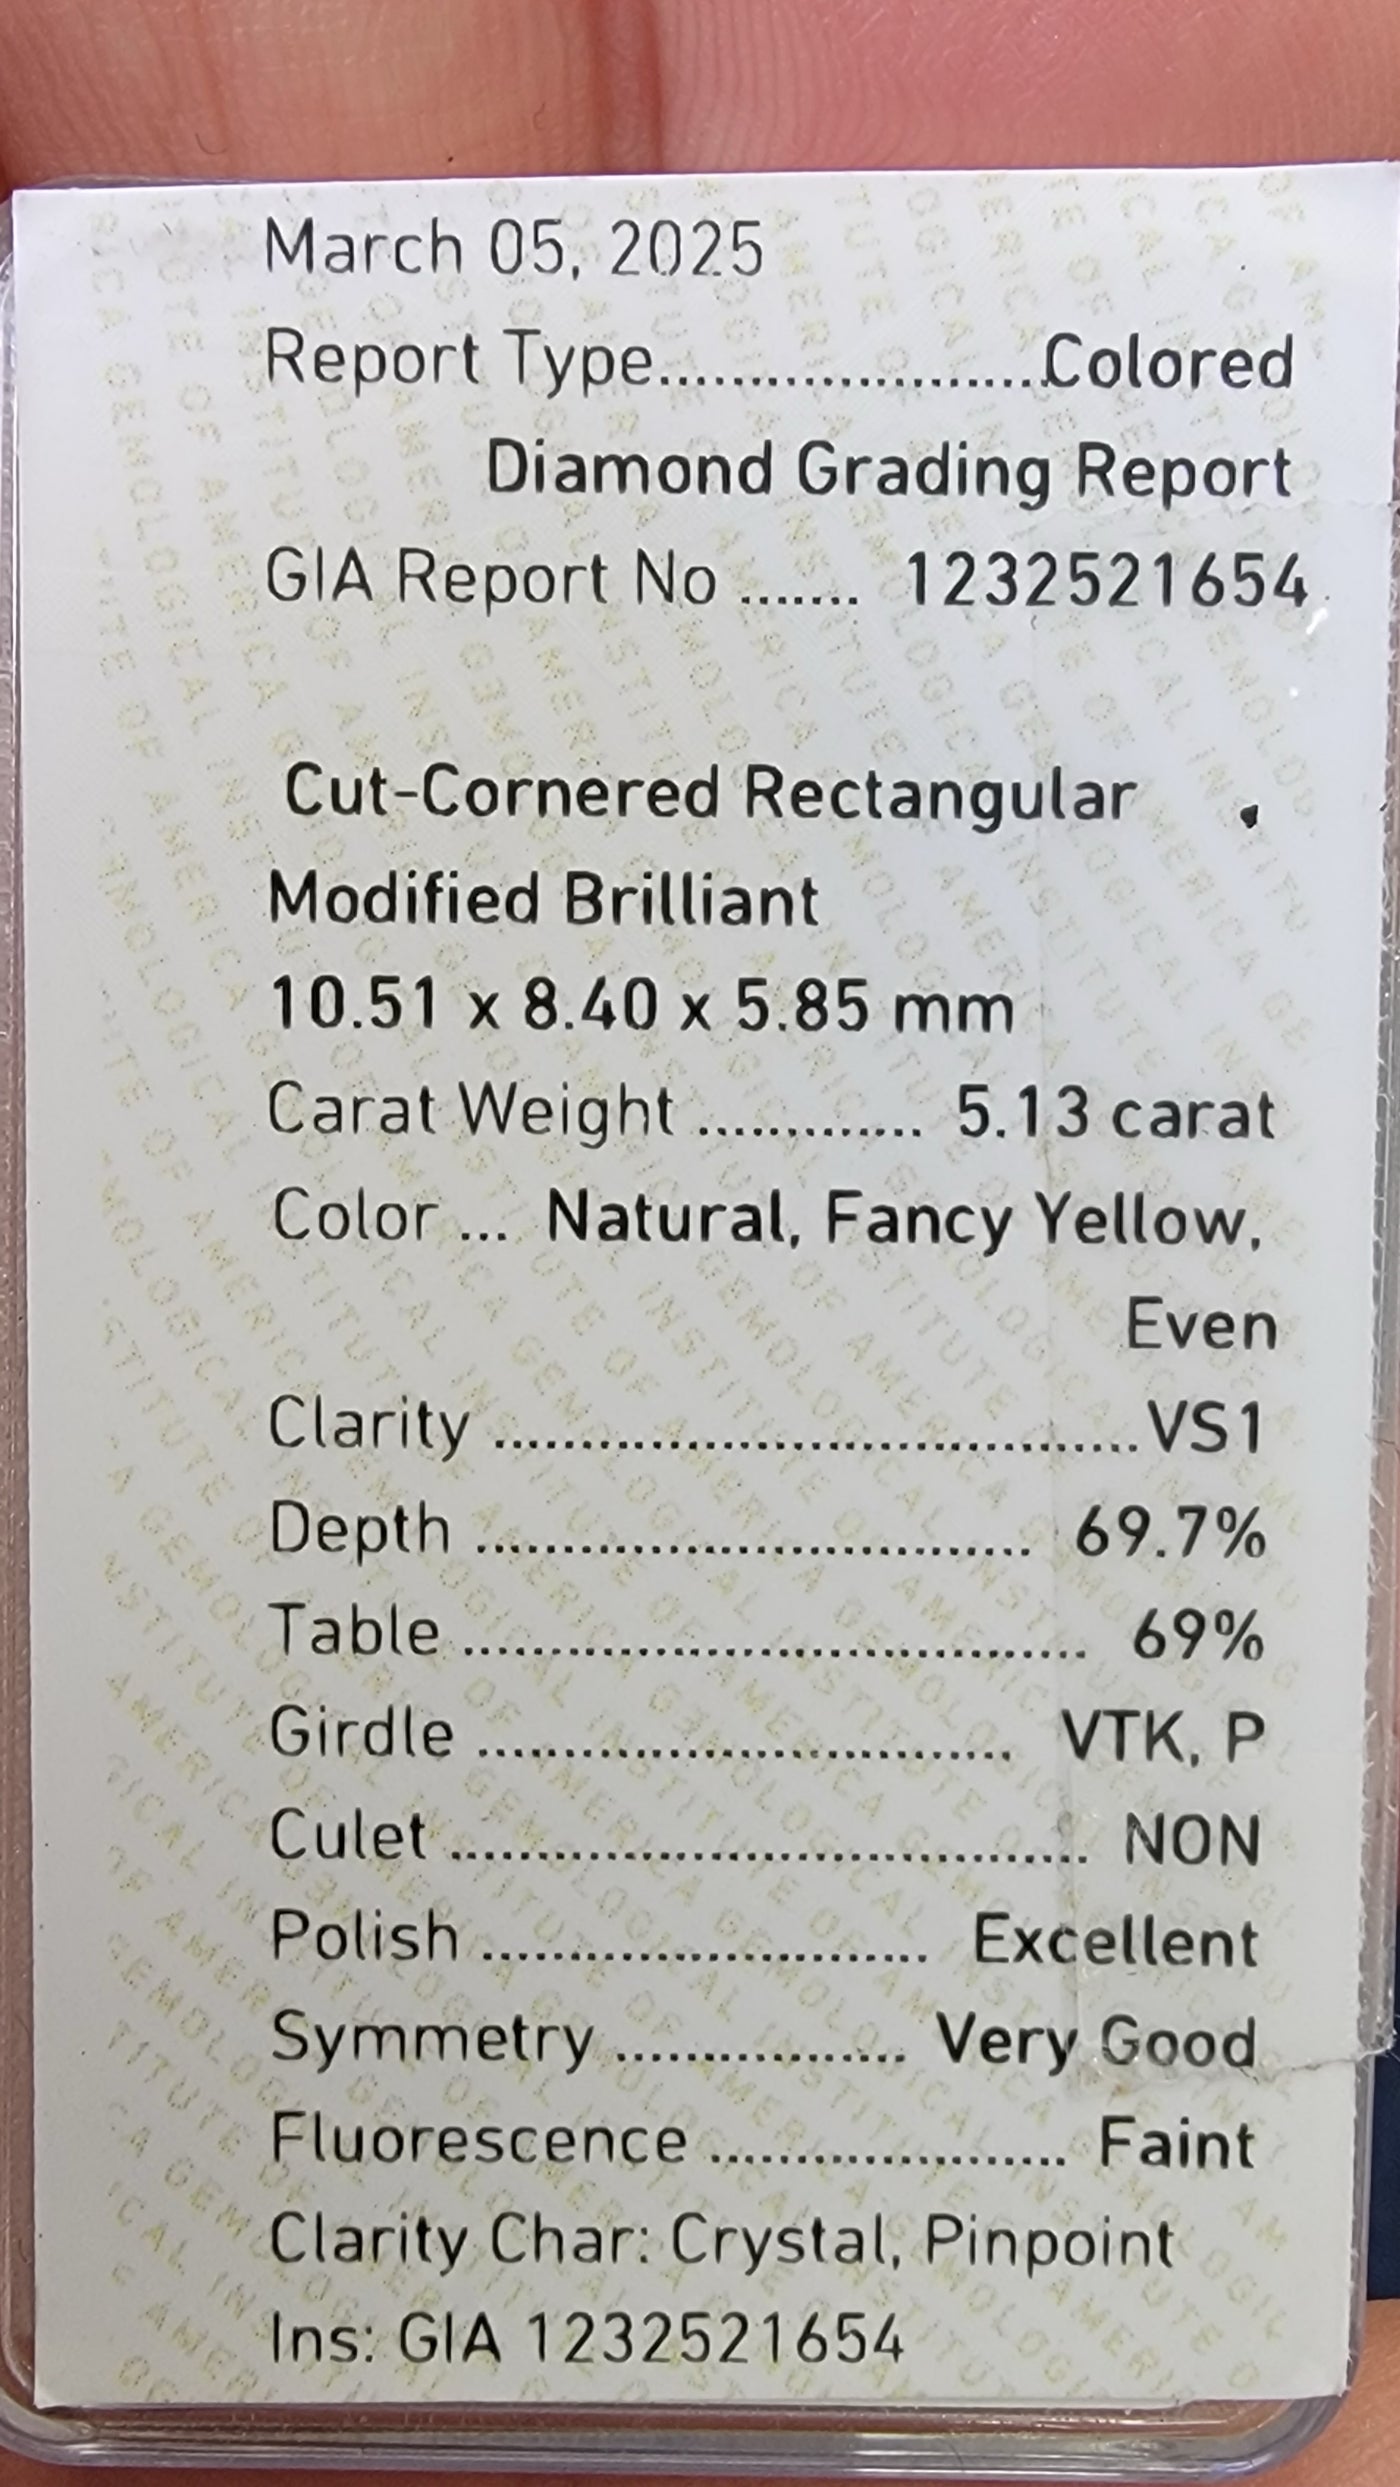 March 05, 2025
Report Type......................Colored
Diamond Grading Report
GIA Report No ....... 1232521654
Cut-Cornered Rectangular
Modified Brilliant
10.51 x 8.40 x 5.85 mm
Carat Weight ............. 5.13 carat
Color ... Natural, Fancy Yellow,
Even
Clarity ......................................VS1
Depth ................................. 69.7%
Table ..................................... 69%
Girdle ............................... VTK, P
Culet ..................................... NON
Polish .......................... Excellent
Symmetry ................. Very Good
Fluorescence ..................... Faint
Clarity Char: Crystal, Pinpoint
Ins: GIA 1232521654